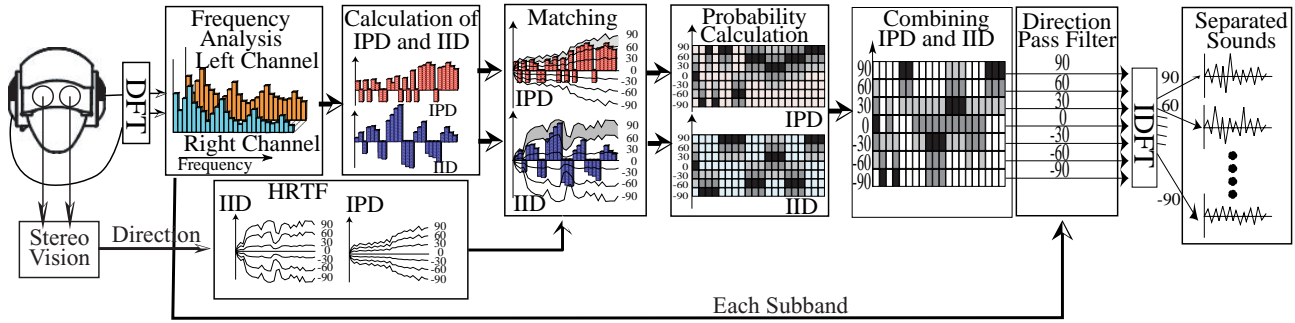 DFT
Frequency
Analysis
Left Channel
Right Channel
Frequency
Calculation of
IPD and IID
IPD
IID
Matching
90
60
30
0
-30
-60
-90
IPD
90
60
30
0
-30
-60
-90
IID
Probability
Calculation
90
60
30
0
-30
-60
-90
IPD
90
60
30
0
-30
-60
-90
IID
Combining
IPD and IID
90
60
30
0
-30
-60
-90
Direction
Pass Filter
90
60
30
0
-30
-60
-90
IDFT
90
60
-90
Separated
Sounds
Stereo
Vision
Direction
HRTF
IID
90
60
30
0
-30
-60
-90
IPD
90
60
30
0
-30
-60
-90
Each Subband